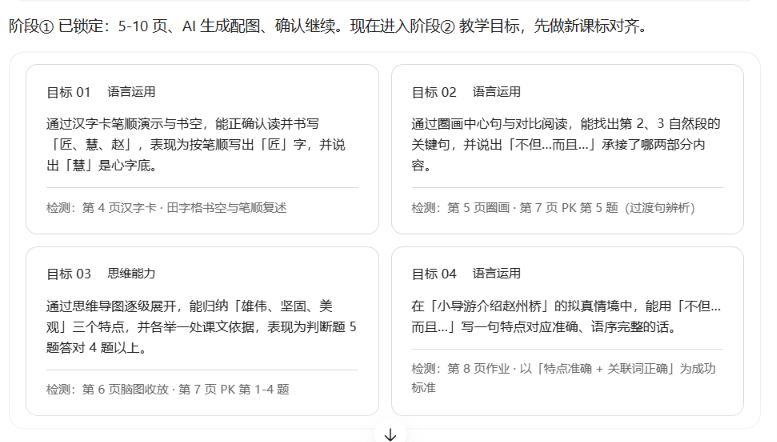 阶段① 已锁定：5-10 页、AI 生成配图、确认继续。现在进入阶段② 教学目标，先做新课标对齐。
目标 01 语言运用
通过汉字卡笔顺演示与书空，能正确认读并书写
「匠、慧、赵」，表现为按笔顺写出「匠」字，并说
出「慧」是心字底。
检测：第 4 页汉字卡 · 田字格书空与笔顺复述
目标 02 语言运用
通过圈画中心句与对比阅读，能找出第 2、3 自然段的
关键句，并说出「不但...而且...」承接了哪两部分内
容。
检测：第 5 页圈画 · 第 7 页 PK 第 5 题（过渡句辨析）
目标 03 思维能力
通过思维导图逐级展开，能归纳「雄伟、坚固、美
观」三个特点，并各举一处课文依据，表现为判断题 5
题答对 4 题以上。
检测：第 6 页脑图收放 · 第 7 页 PK 第 1-4 题
目标 04 语言运用
在「小导游介绍赵州桥」的拟真情境中，能用「不但...
而且...」写一句特点对应准确、语序完整的话。
检测：第 8 页作业 · 以「特点准确 + 关联词正确」为成功
标准